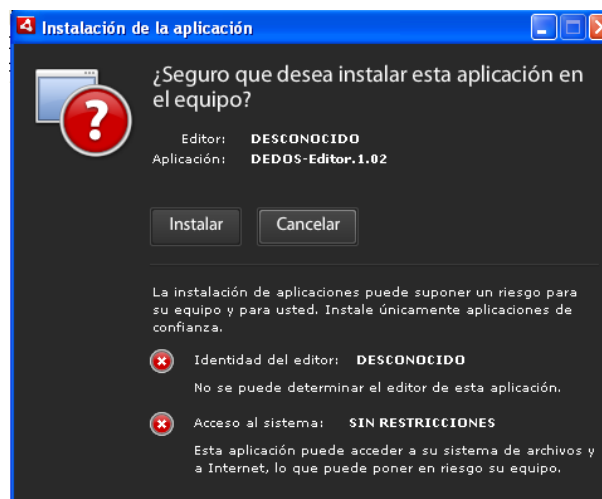 Instalación de la aplicación
¿Seguro que desea instalar esta aplicación en
el equipo?
Editor: DESCONOCIDO
Aplicación: DEDOS-Editor.1.02
Instalar Cancelar
La instalación de aplicaciones puede suponer un riesgo para
su equipo y para usted. Instale únicamente aplicaciones de
confianza.
Identidad del editor: DESCONOCIDO
No se puede determinar el editor de esta aplicación.
Acceso al sistema: SIN RESTRICCIONES
Esta aplicación puede acceder a su sistema de archivos y
a Internet, lo que puede poner en riesgo su equipo.